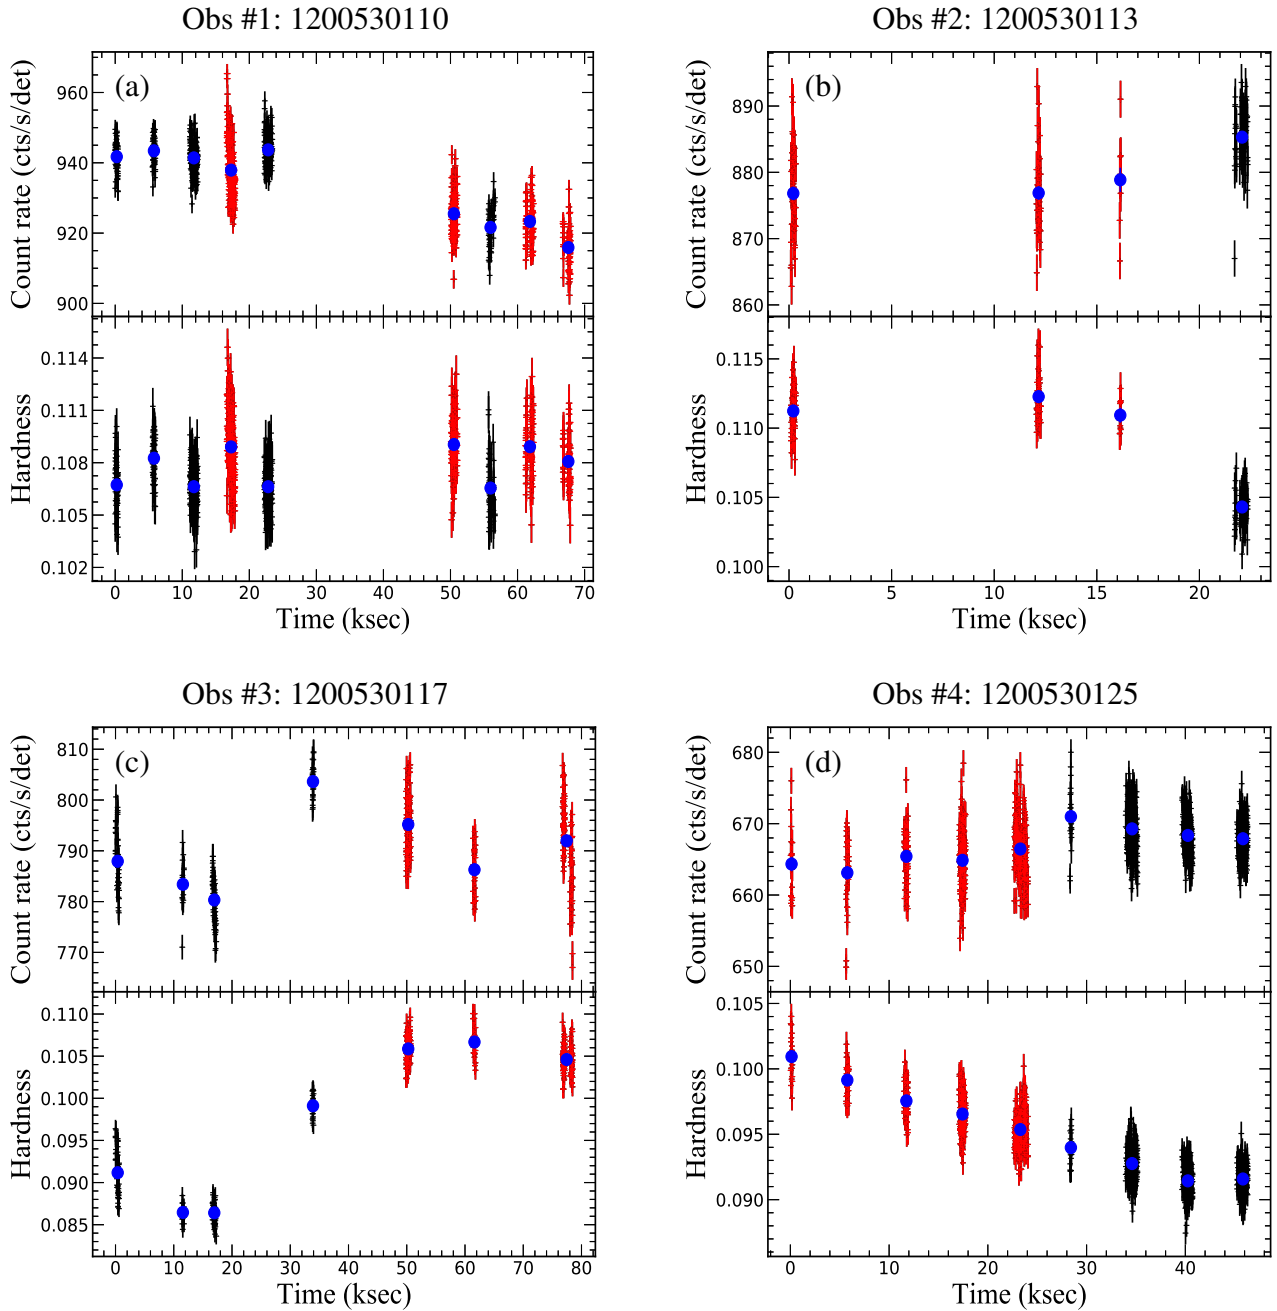 Obs #1: 1200530110
(a)
Count rate (cts/s/det)
960
940
920
900
Hardness
0.114
0.111
0.108
0.105
0.102
0 10 20 30 40 50 60 70
Time (ksec)
Obs #2: 1200530113
(b)
Count rate (cts/s/det)
890
880
870
860
Hardness
0.115
0.110
0.105
0.100
0 5 10 15 20
Time (ksec)
Obs #3: 1200530117
(c)
Count rate (cts/s/det)
810
800
790
780
770
Hardness
0.110
0.105
0.100
0.095
0.090
0.085
0 10 20 30 40 50 60 70 80
Time (ksec)
Obs #4: 1200530125
(d)
Count rate (cts/s/det)
680
670
660
650
Hardness
0.105
0.100
0.095
0.090
0 10 20 30 40
Time (ksec)